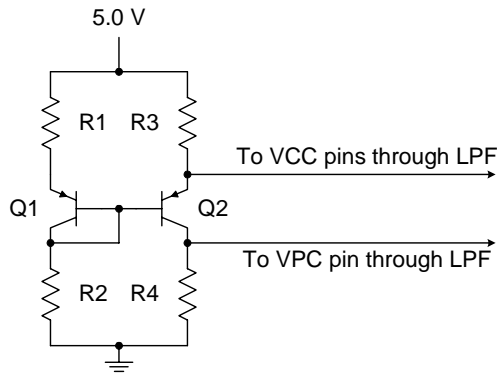 5.0 V
R1 R3
To VCC pins through LPF
Q1 Q2
To VPC pin through LPF
R2 R4